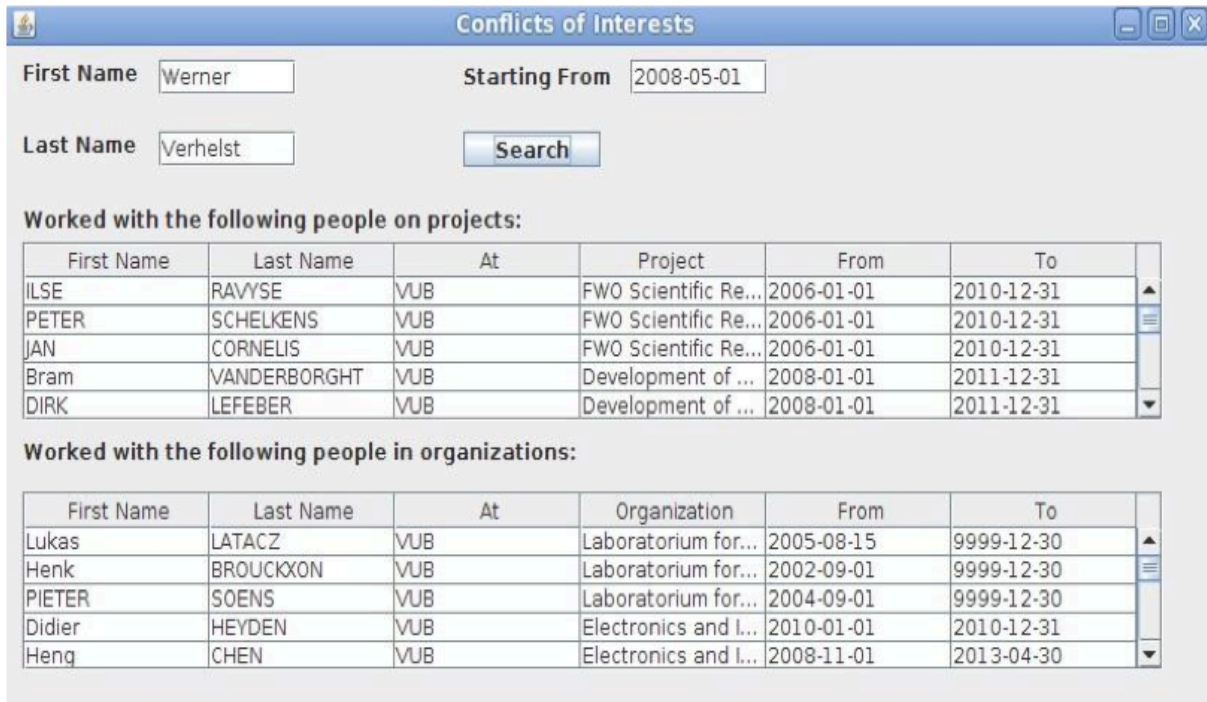 Conflicts of Interests
First Name Werner Starting From 2008-05-01
Last Name Verhelst Search
Worked with the following people on projects:
First Name Last Name At Project From To
ILSE RAVYSE VUB FWO Scientific Re... 2006-01-01 2010-12-31
PETER SCHELKENS VUB FWO Scientific Re... 2006-01-01 2010-12-31
JAN CORNELIS VUB FWO Scientific Re... 2006-01-01 2010-12-31
Bram VANDERBORGHT VUB Development of ... 2008-01-01 2011-12-31
DIRK LEFEBER VUB Development of ... 2008-01-01 2011-12-31
Worked with the following people in organizations:
First Name Last Name At Organization From To
Lukas LATACZ VUB Laboratorium for... 2005-08-15 9999-12-30
Henk BROUCKXON VUB Laboratorium for... 2002-09-01 9999-12-30
PIETER SOENS VUB Laboratorium for... 2004-09-01 9999-12-30
Didier HEYDEN VUB Electronics and I... 2010-01-01 2010-12-31
Heng CHEN VUB Electronics and I... 2008-11-01 2013-04-30